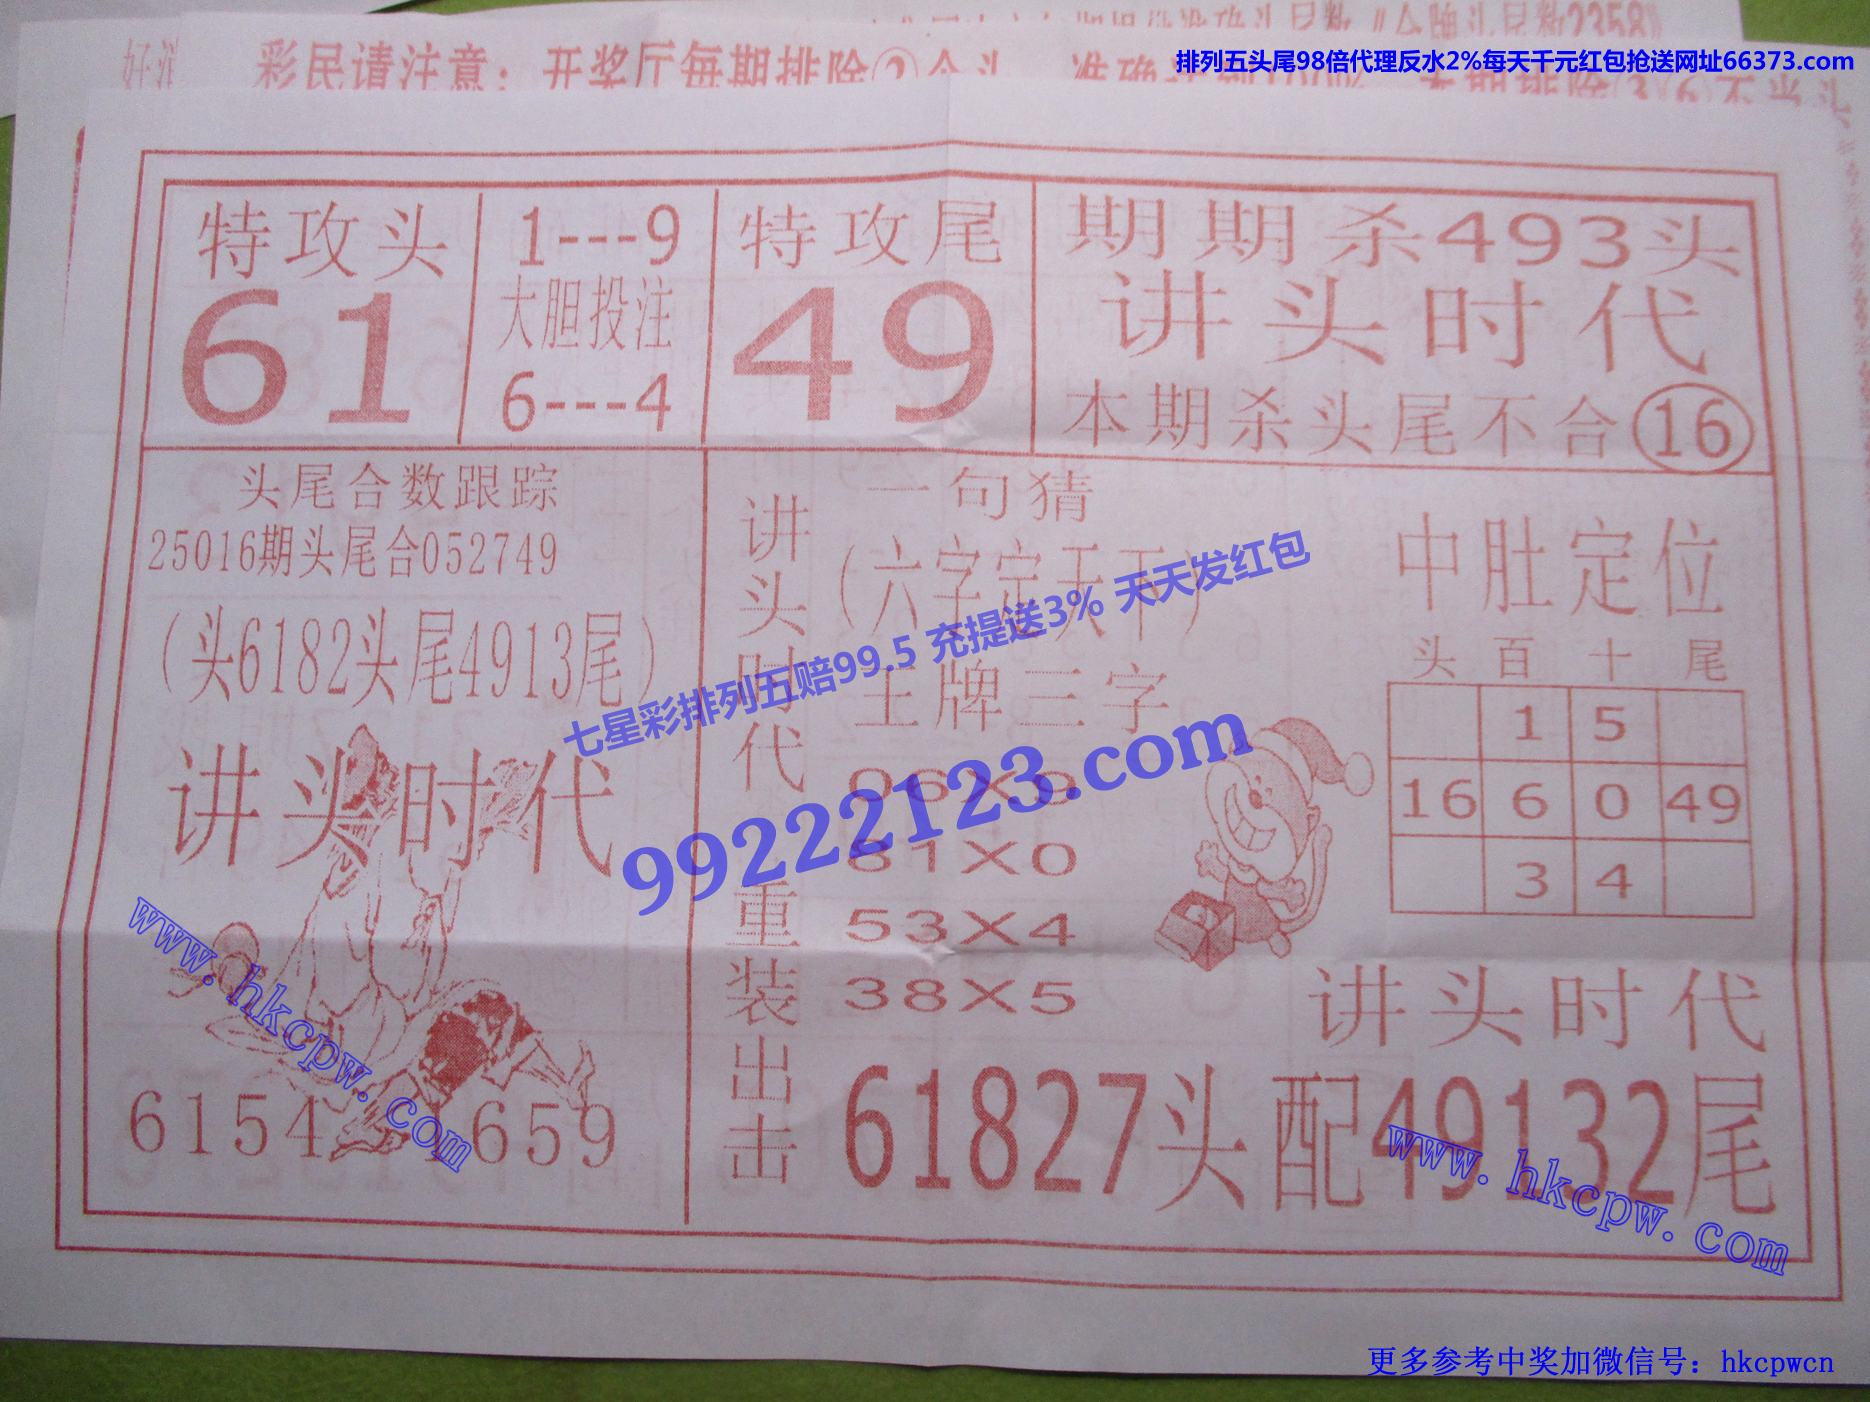 排列五头尾98倍代理反水2%每天千元红包抢送网址66373.com
彩民请注意：开奖厅每期排除②个头
特攻头
61
1---9
大胆投注
6---4
特攻尾
49
期期杀493头
讲头时代
本期杀头尾不合⑯
头尾合数跟踪
25016期头尾合052749
（头6182头尾4913尾）
讲头时代
6154
659
讲头时代
重装出击
一句猜
（六字定天下）
王牌三字
96X9
81X0
53X4
38X5
中肚定位
头 百 十 尾
1 5
16 6 0 49
3 4
讲头时代
61827头配49132尾
七星彩排列五赔99.5 充提送3% 天天发红包
99222123.com
www.hkcpw.com
www.hkcpw.com
更多参考中奖加微信号：hkcpwcn